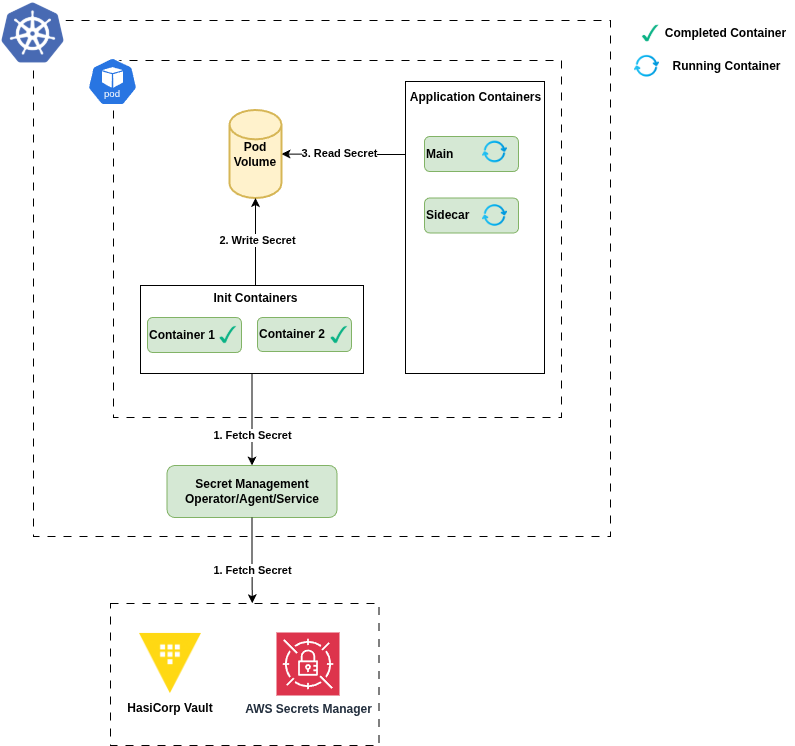 Completed Container
Running Container
pod
Application Containers
Pod
Volume
3. Read Secret
Main
Sidecar
2. Write Secret
Init Containers
Container 1
Container 2
1. Fetch Secret
Secret Management
Operator/Agent/Service
1. Fetch Secret
HasiCorp Vault
AWS Secrets Manager